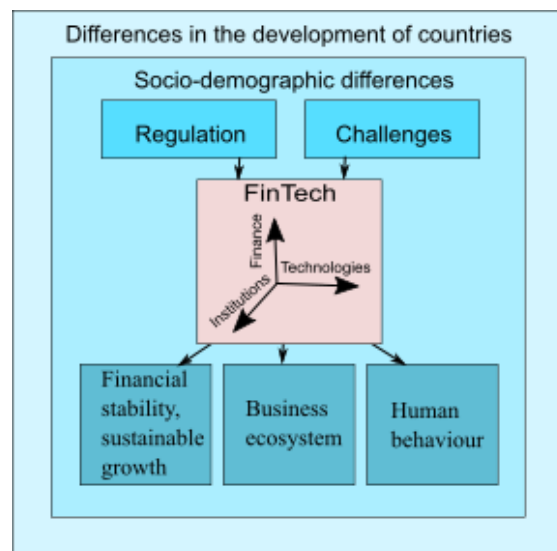 Differences in the development of countries
Socio-demographic differences
Regulation
Challenges
FinTech
Finance
Technologies
Institutions
Financial
stability,
sustainable
growth
Business
ecosystem
Human
behaviour